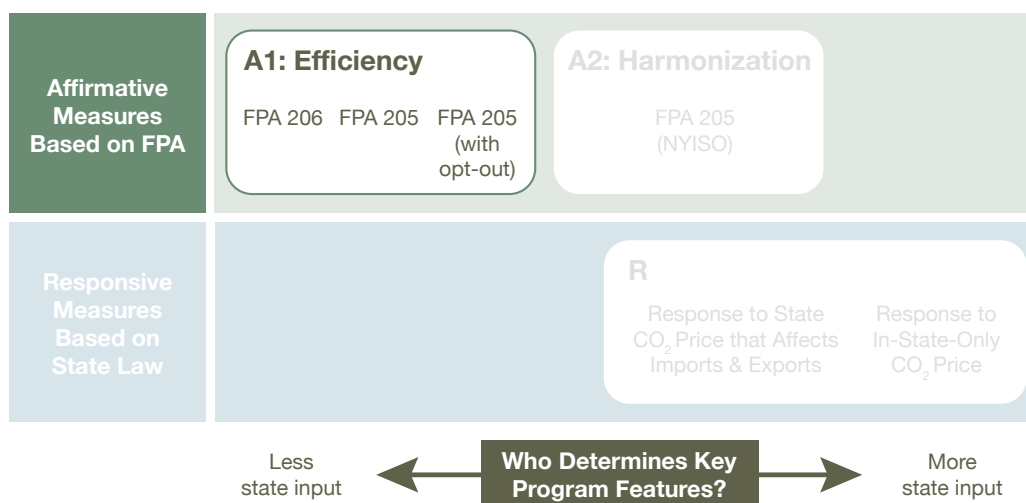 Affirmative
Measures
Based on FPA
A1: Efficiency
FPA 206
FPA 205
FPA 205
(with
opt-out)
A2: Harmonization
FPA 205
(NYISO)
Responsive
Measures
Based on
State Law
R
Response to State
CO2 Price that Affects
Imports & Exports
Response to
In-State-Only
CO2 Price
Less
state input
Who Determines Key
Program Features?
More
state input